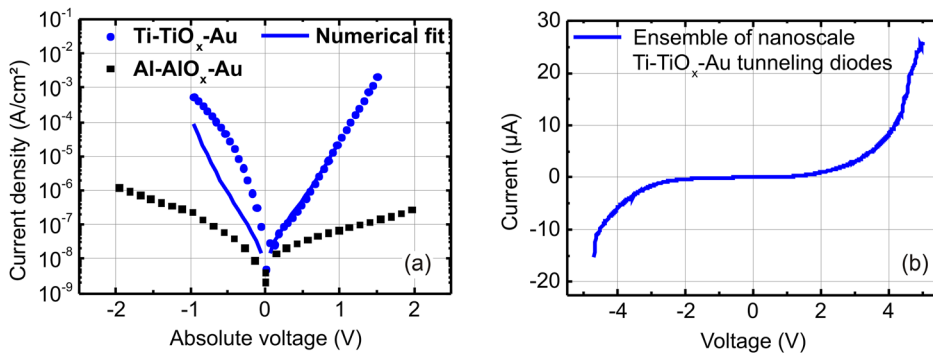 10⁻¹
10⁻²
10⁻³
10⁻⁴
10⁻⁵
10⁻⁶
10⁻⁷
10⁻⁸
10⁻⁹
Current density (A/cm²)
Ti-TiOₓ-Au
Numerical fit
Al-AlOₓ-Au
(a)
-2 -1 0 1 2
Absolute voltage (V)
30
20
10
0
-10
-20
Current (µA)
Ensemble of nanoscale
Ti-TiOₓ-Au tunneling diodes
(b)
-4 -2 0 2 4
Voltage (V)